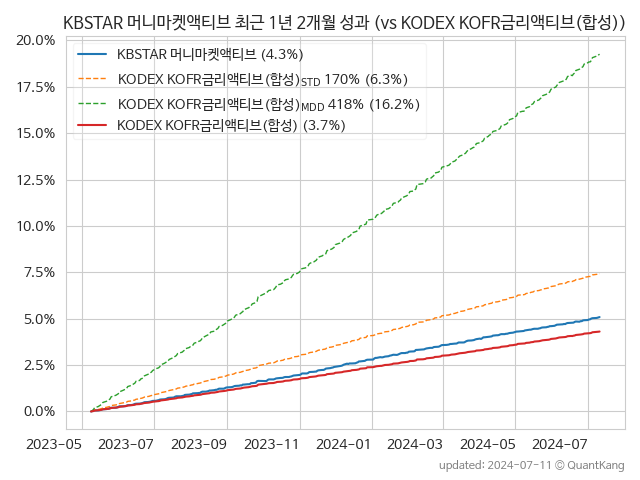 KBSTAR 머니마켓액티브 최근 1년 2개월 성과 (vs KODEX KOFR금리액티브(합성))
20.0%
17.5%
15.0%
12.5%
10.0%
7.5%
5.0%
2.5%
0.0%
KBSTAR 머니마켓액티브 (4.3%)
KODEX KOFR금리액티브(합성)STD 170% (6.3%)
KODEX KOFR금리액티브(합성)MDD 418% (16.2%)
KODEX KOFR금리액티브(합성) (3.7%)
2023-05 2023-07 2023-09 2023-11 2024-01 2024-03 2024-05 2024-07
updated: 2024-07-11 © QuantKang